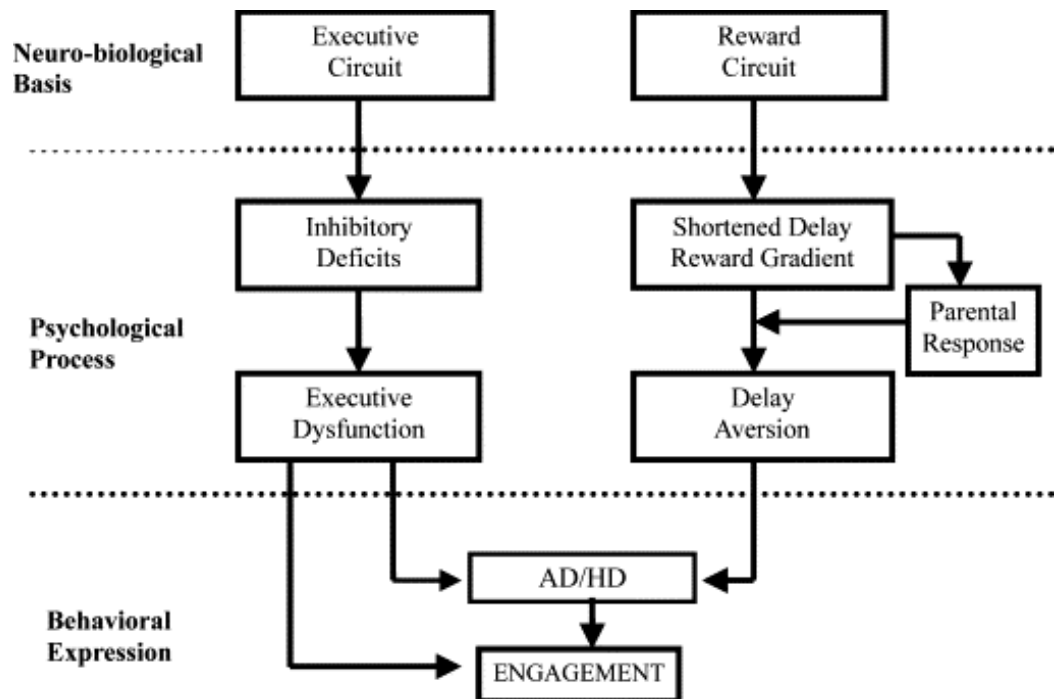 Neuro-biological
Basis
Executive
Circuit
Reward
Circuit
Psychological
Process
Inhibitory
Deficits
Shortened Delay
Reward Gradient
Parental
Response
Executive
Dysfunction
Delay
Aversion
Behavioral
Expression
AD/HD
ENGAGEMENT